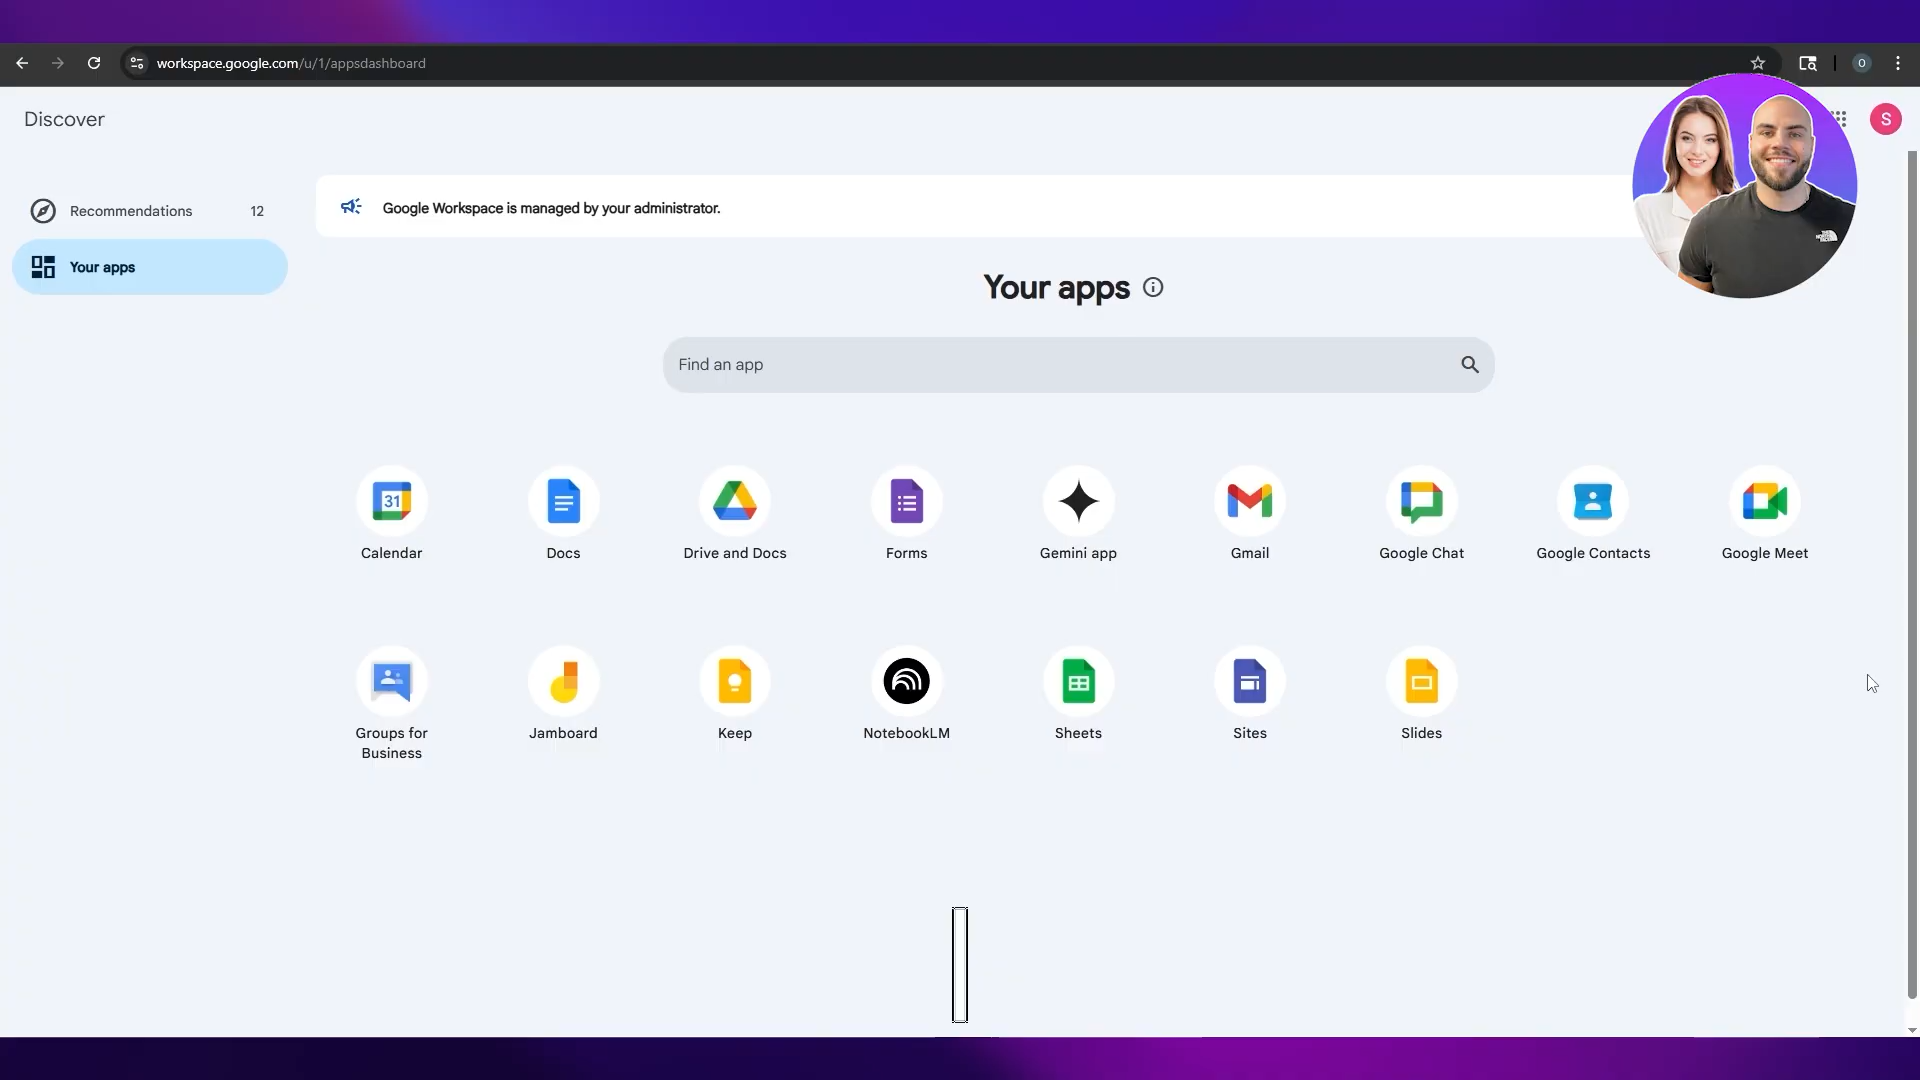 workspace.google.com/u/1/appsdashboard
O
Discover
S
Recommendations 12
Google Workspace is managed by your administrator.
Your apps
Your apps
Find an app
31
Calendar
Docs
Drive and Docs
Forms
Gemini app
Gmail
Google Chat
Google Contacts
Google Meet
Groups for
Business
Jamboard
Keep
NotebookLM
Sheets
Sites
Slides